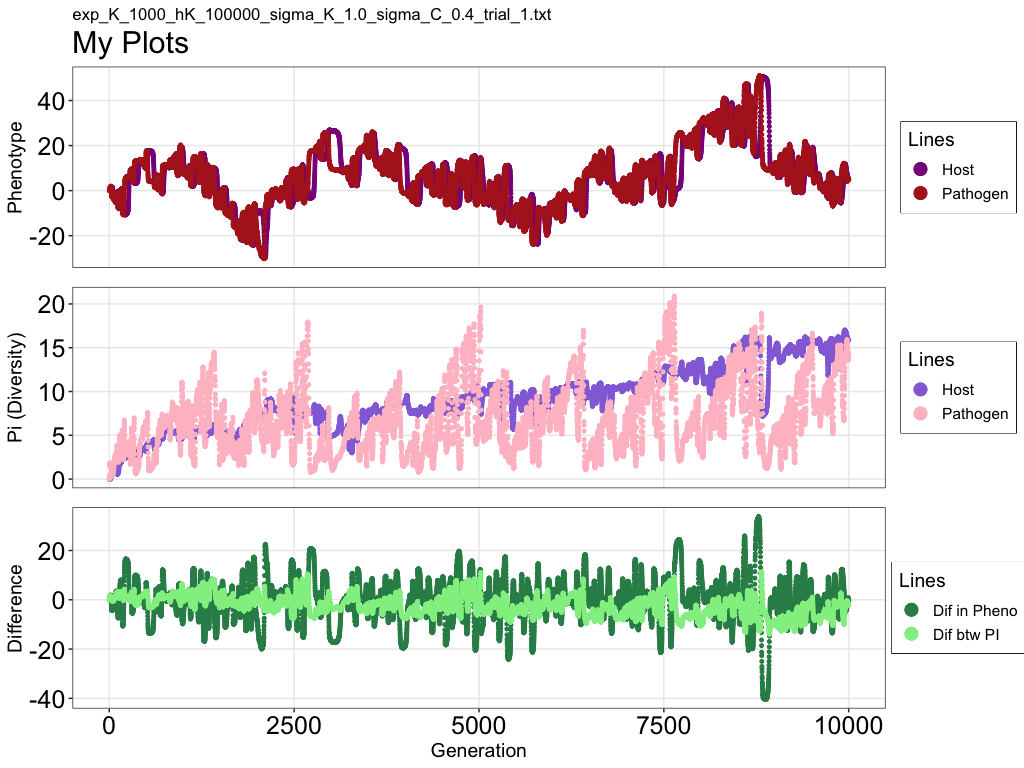 exp_K_1000_hK_100000_sigma_K_1.0_sigma_C_0.4_trial_1.txt
My Plots
Phenotype
40
20
0
-20
Lines
Host
Pathogen
Pi (Diversity)
20
15
10
5
0
Lines
Host
Pathogen
Difference
20
0
-20
-40
Lines
Dif in Pheno
Dif btw PI
0 2500 5000 7500 10000
Generation